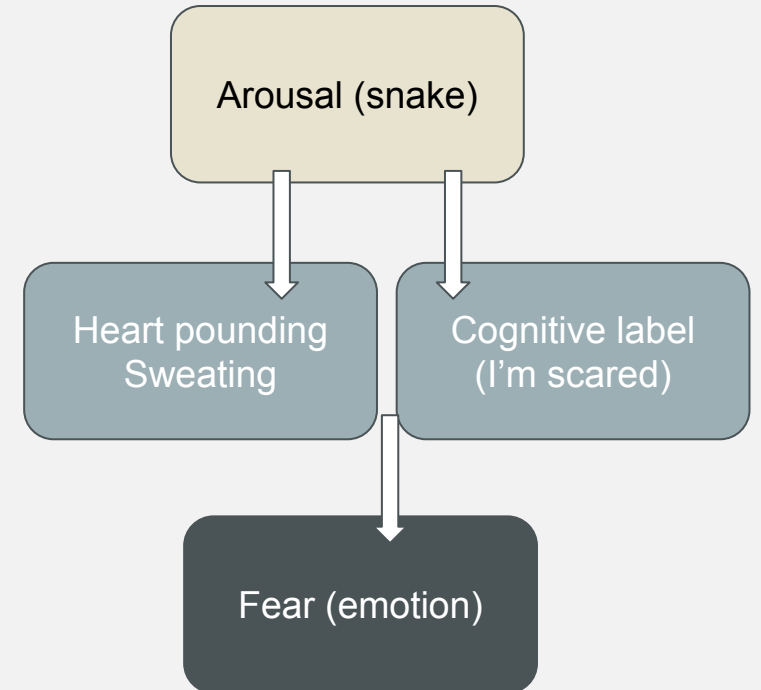 Arousal (snake)
Heart pounding
Sweating
Cognitive label
(I’m scared)
Fear (emotion)